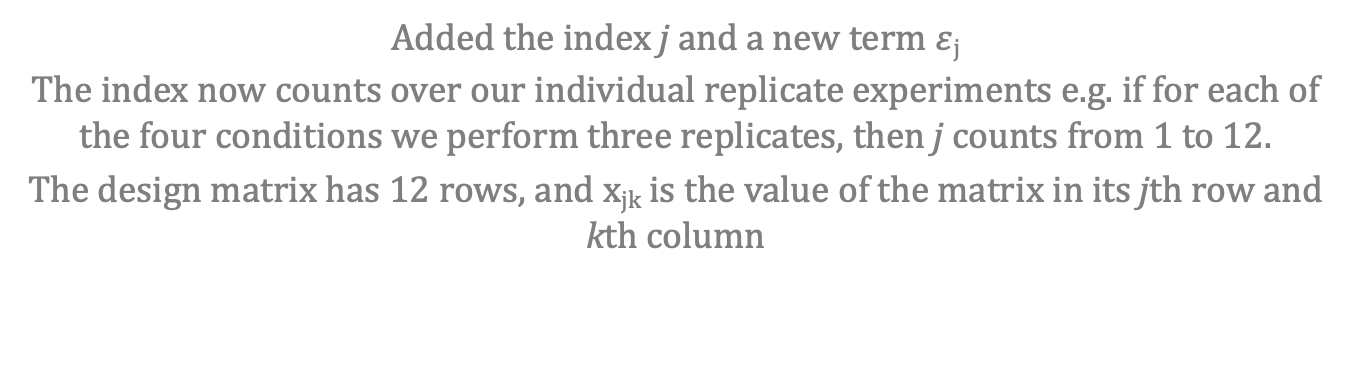 Added the index j and a new term εj
The index now counts over our individual replicate experiments e.g. if for each of
the four conditions we perform three replicates, then j counts from 1 to 12.
The design matrix has 12 rows, and xjk is the value of the matrix in its jth row and
kth column